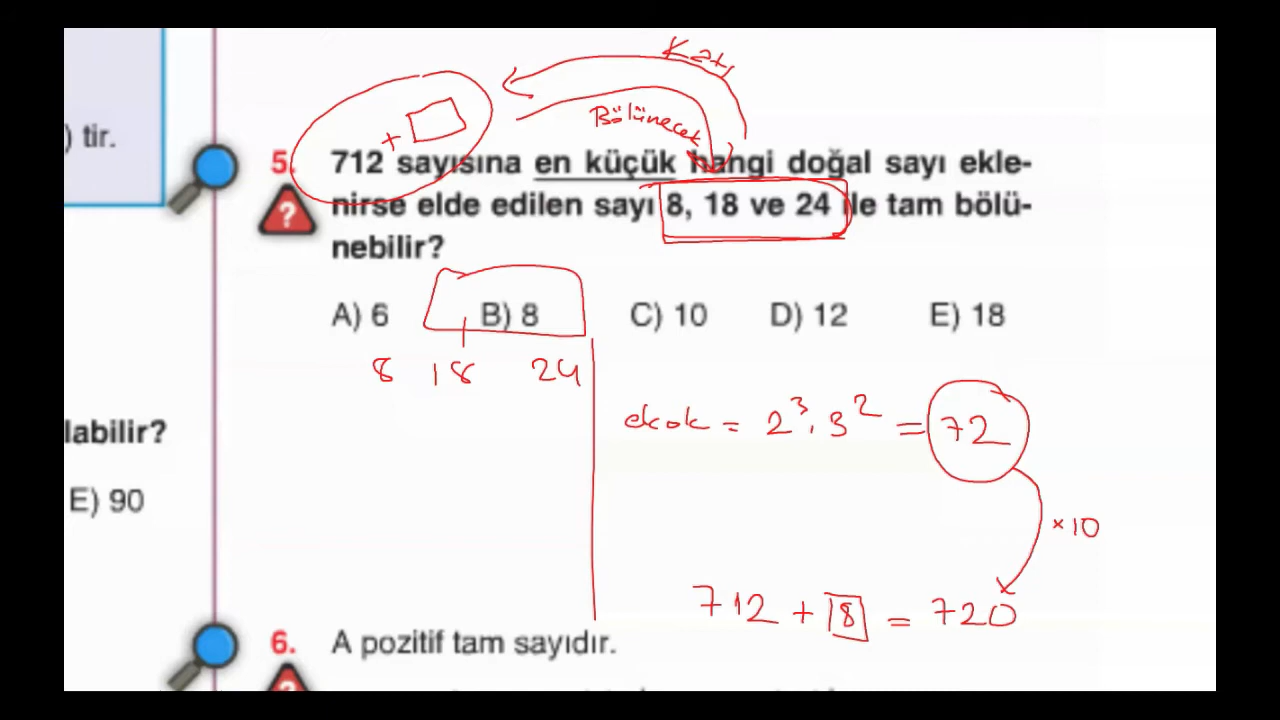 Katı
) tir.
+
Bölünecek
5. 712 sayısına en küçük hangi doğal sayı ekle-
nirse elde edilen sayı 8, 18 ve 24 ile tam bölü-
nebilir?
A) 6 B) 8 C) 10 D) 12 E) 18
8 18 24
ekok = 2³.3² = 72
labilir?
E) 90
×10
712 + 8 = 720
6. A pozitif tam sayıdır.